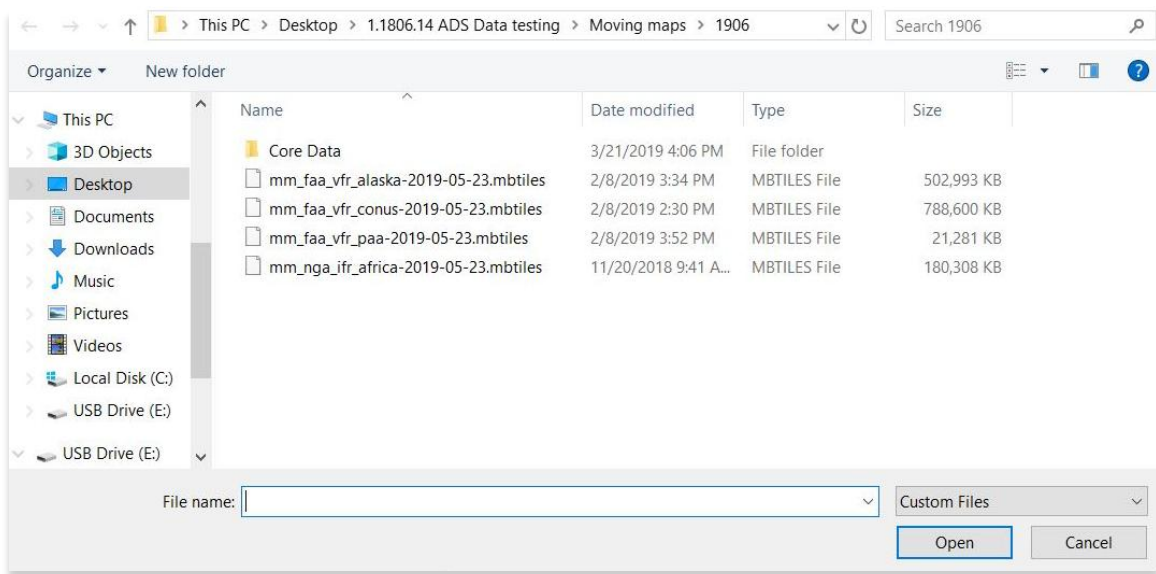 This PC > Desktop > 1.1806.14 ADS Data testing > Moving maps > 1906 Search 1906
Organize New folder
Name Date modified Type Size
This PC
3D Objects
Desktop
Documents
Downloads
Music
Pictures
Videos
Local Disk (C:)
USB Drive (E:)
USB Drive (E:)
Core Data 3/21/2019 4:06 PM File folder
mm_faa_vfr_alaska-2019-05-23.mbtiles 2/8/2019 3:34 PM MBTILES File 502,993 KB
mm_faa_vfr_conus-2019-05-23.mbtiles 2/8/2019 2:30 PM MBTILES File 788,600 KB
mm_faa_vfr_paa-2019-05-23.mbtiles 2/8/2019 3:52 PM MBTILES File 21,281 KB
mm_nga_ifr_africa-2019-05-23.mbtiles 11/20/2018 9:41 A... MBTILES File 180,308 KB
File name: Custom Files
Open Cancel